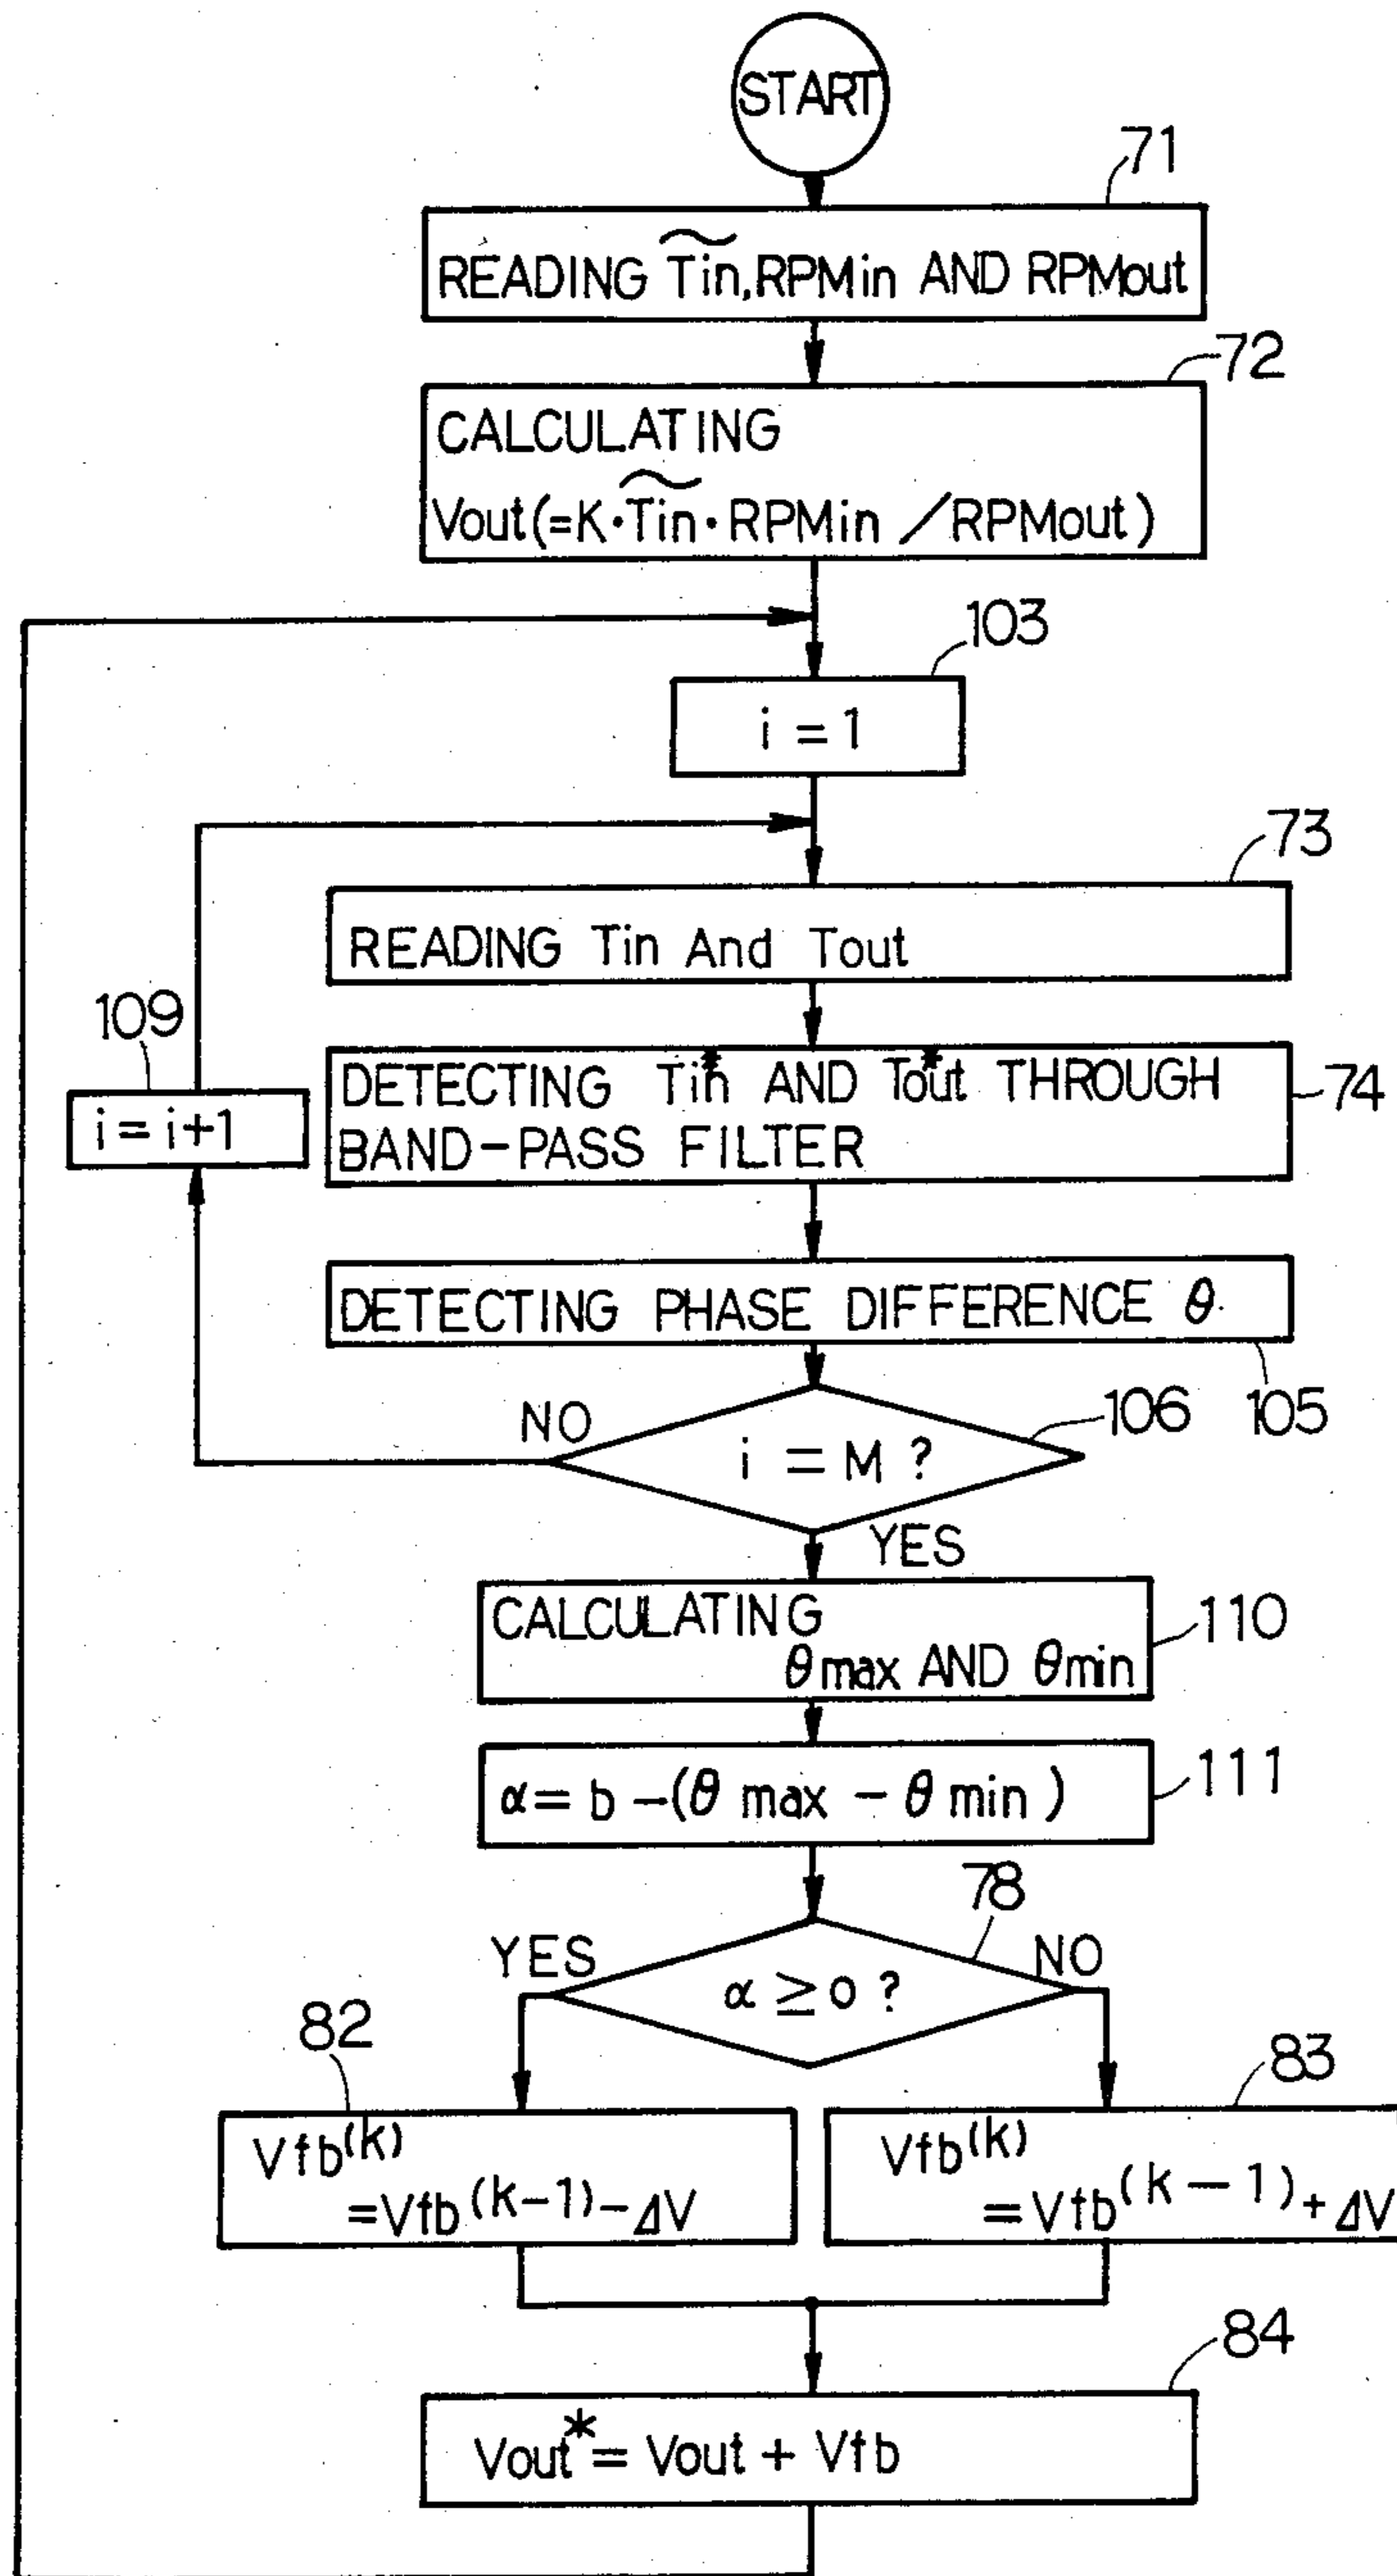 START
71
READING T̃in, RPMin AND RPMout
72
CALCULATING
Vout(=K·T̃in·RPMin /RPMout)
103
i = 1
73
READING Tin And Tout
109
i = i+1
DETECTING Tin* AND Tout* THROUGH
BAND-PASS FILTER
74
DETECTING PHASE DIFFERENCE θ.
105
NO
i = M ?
106
YES
CALCULATING
θmax AND θmin
110
α = b -(θ max - θ min )
111
78
YES
α ≥ 0 ?
NO
82
Vfb(k)
=Vfb(k-1)-ΔV
83
Vfb(k)
=Vfb(k-1)+ΔV
84
Vout* = Vout + Vfb